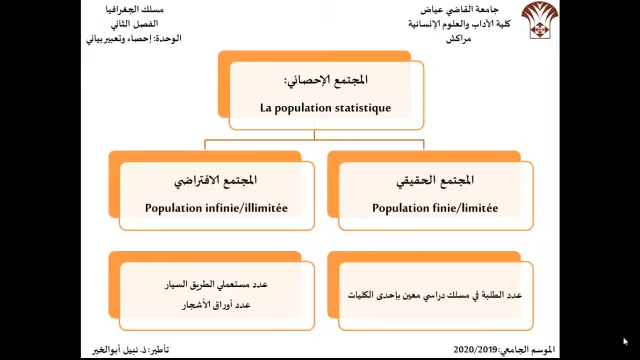 جامعة القاضي عياض
كلية الآداب والعلوم الإنسانية
مراكش
مسلك الجغرافيا
الفصل الثاني
الوحدة: إحصاء وتعبير بياني
المجتمع الإحصائي:
La population statistique
المجتمع الحقيقي
Population finie/limitée
المجتمع الافتراضي
Population infinie/illimitée
عدد الطلبة في مسلك دراسي معين بإحدى الكليات
عدد مستعملي الطريق السيار
عدد أوراق الأشجار
الموسم الجامعي:2020/2019
تأطير: ذ. نبيل أبوالخير